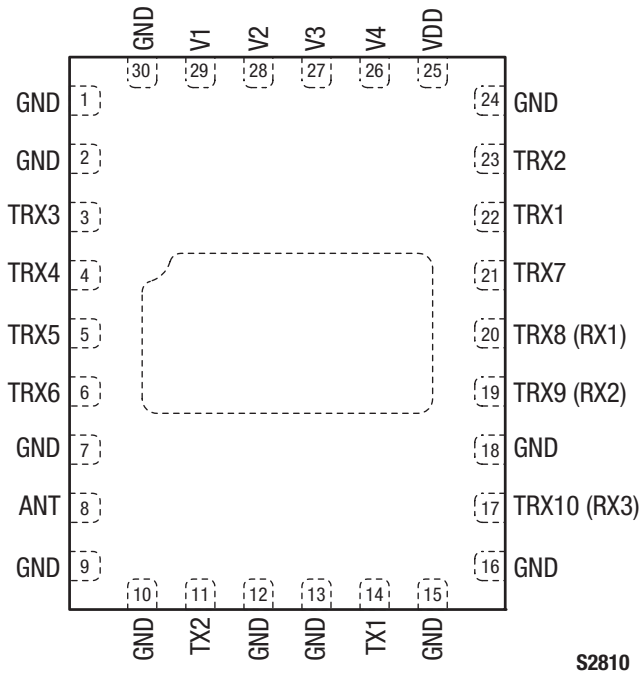 GND V1 V2 V3 V4 VDD
30 29 28 27 26 25
GND 1 24 GND
GND 2 23 TRX2
TRX3 3 22 TRX1
TRX4 4 21 TRX7
TRX5 5 20 TRX8 (RX1)
TRX6 6 19 TRX9 (RX2)
GND 7 18 GND
ANT 8 17 TRX10 (RX3)
GND 9 16 GND
10 11 12 13 14 15
GND TX2 GND GND TX1 GND
S2810